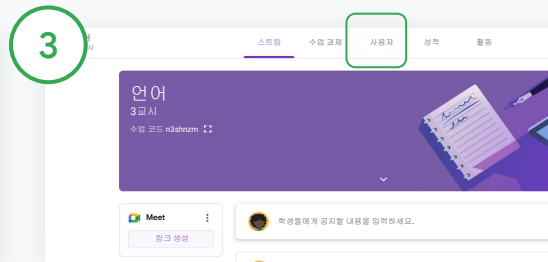 3
스트림 수업 과제 사용자 성적 활동
언어
3교시
수업 코드 n3shnzm
Meet
링크 생성
학생들에게 공지할 내용을 입력하세요.